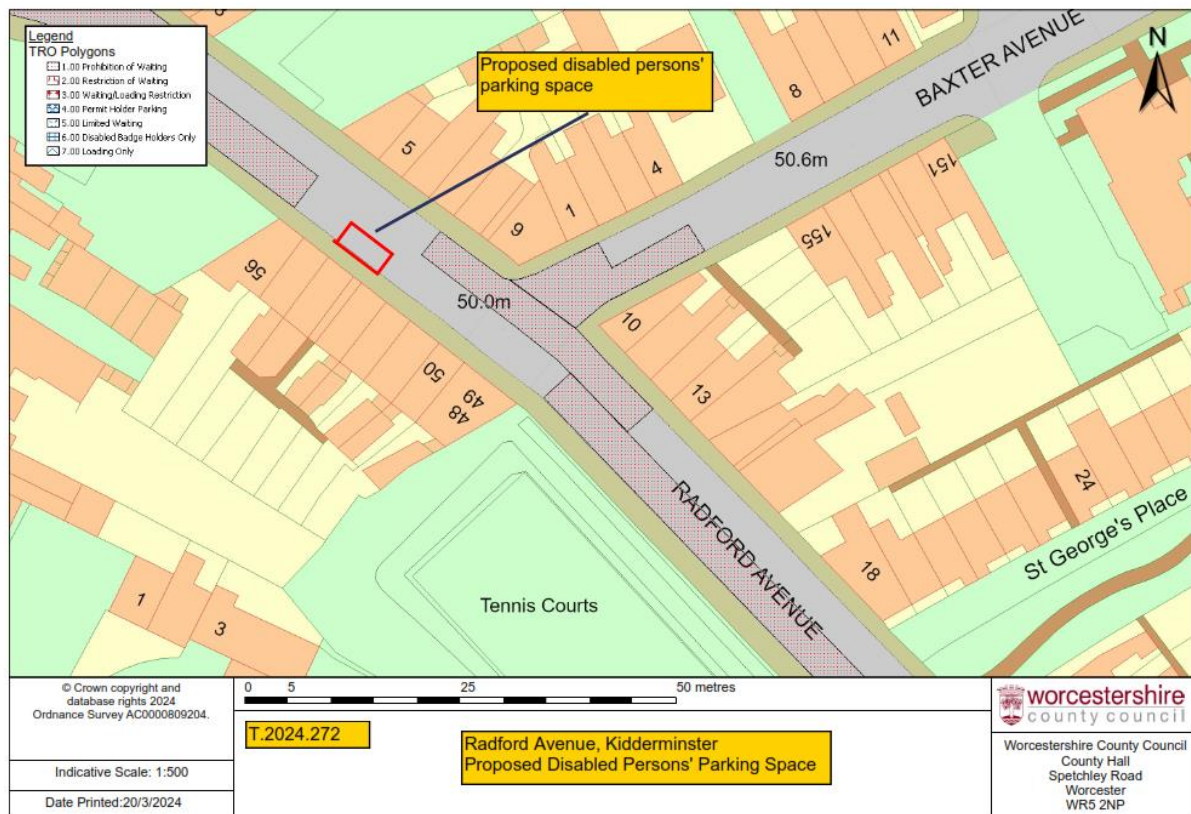 Legend
TRO Polygons
1.00 Prohibition of Waiting
2.00 Restriction of Waiting
3.00 Waiting/Loading Restriction
4.00 Permit Holder Parking
5.00 Limited Waiting
6.00 Disabled Badge Holders Only
7.00 Loading Only
Proposed disabled persons'
parking space
N
BAXTER AVENUE
11
8
5
4
1
9
50.6m
151
155
56
50.0m
10
50
49
48
13
RADFORD AVENUE
24
St George's Place
18
Tennis Courts
1
3
© Crown copyright and
database rights 2024
Ordnance Survey AC0000809204.
Indicative Scale: 1:500
Date Printed:20/3/2024
0 5 25 50 metres
T.2024.272
Radford Avenue, Kidderminster
Proposed Disabled Persons' Parking Space
worcestershire
county council
Worcestershire County Council
County Hall
Spetchley Road
Worcester
WR5 2NP